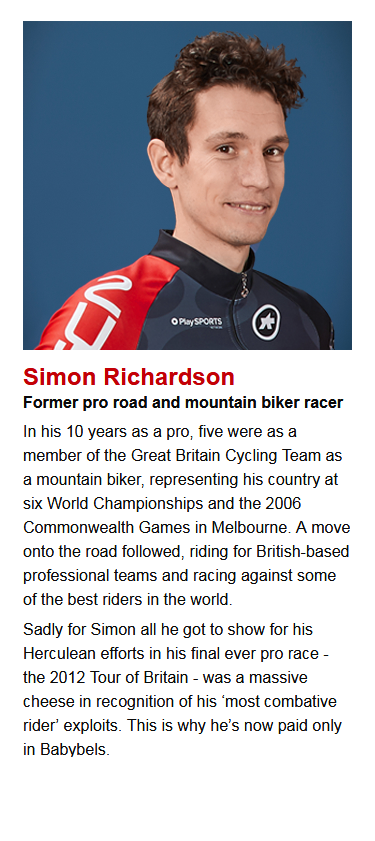 PlaySPORTS
NETWORK
Simon Richardson
Former pro road and mountain biker racer
In his 10 years as a pro, five were as a
member of the Great Britain Cycling Team as
a mountain biker, representing his country at
six World Championships and the 2006
Commonwealth Games in Melbourne. A move
onto the road followed, riding for British-based
professional teams and racing against some
of the best riders in the world.
Sadly for Simon all he got to show for his
Herculean efforts in his final ever pro race -
the 2012 Tour of Britain - was a massive
cheese in recognition of his ‘most combative
rider’ exploits. This is why he's now paid only
in Babybels.